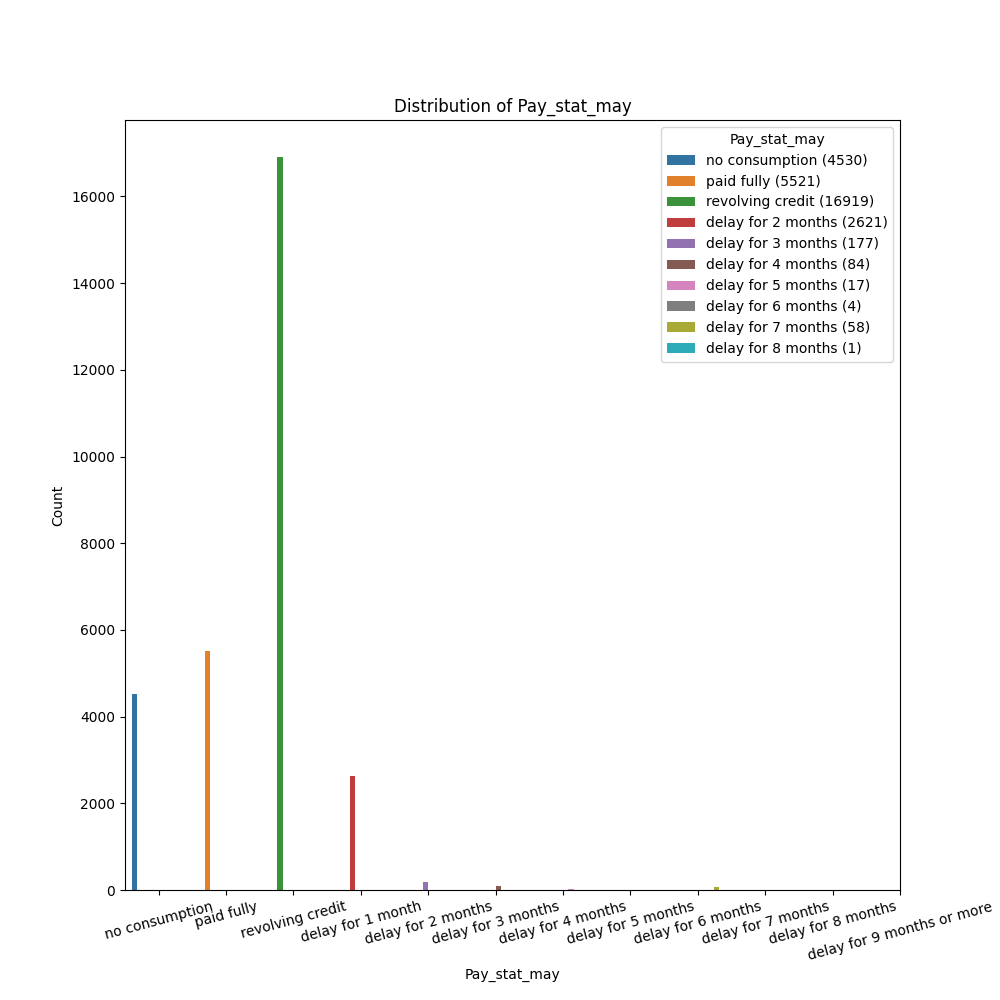 Distribution of Pay_stat_may
Pay_stat_may
no consumption (4530)
paid fully (5521)
revolving credit (16919)
delay for 2 months (2621)
delay for 3 months (177)
delay for 4 months (84)
delay for 5 months (17)
delay for 6 months (4)
delay for 7 months (58)
delay for 8 months (1)
16000
14000
12000
10000
8000
6000
4000
2000
0
Count
no consumption
paid fully
revolving credit
delay for 1 month
delay for 2 months
delay for 3 months
delay for 4 months
delay for 5 months
delay for 6 months
delay for 7 months
delay for 8 months
delay for 9 months or more
Pay_stat_may